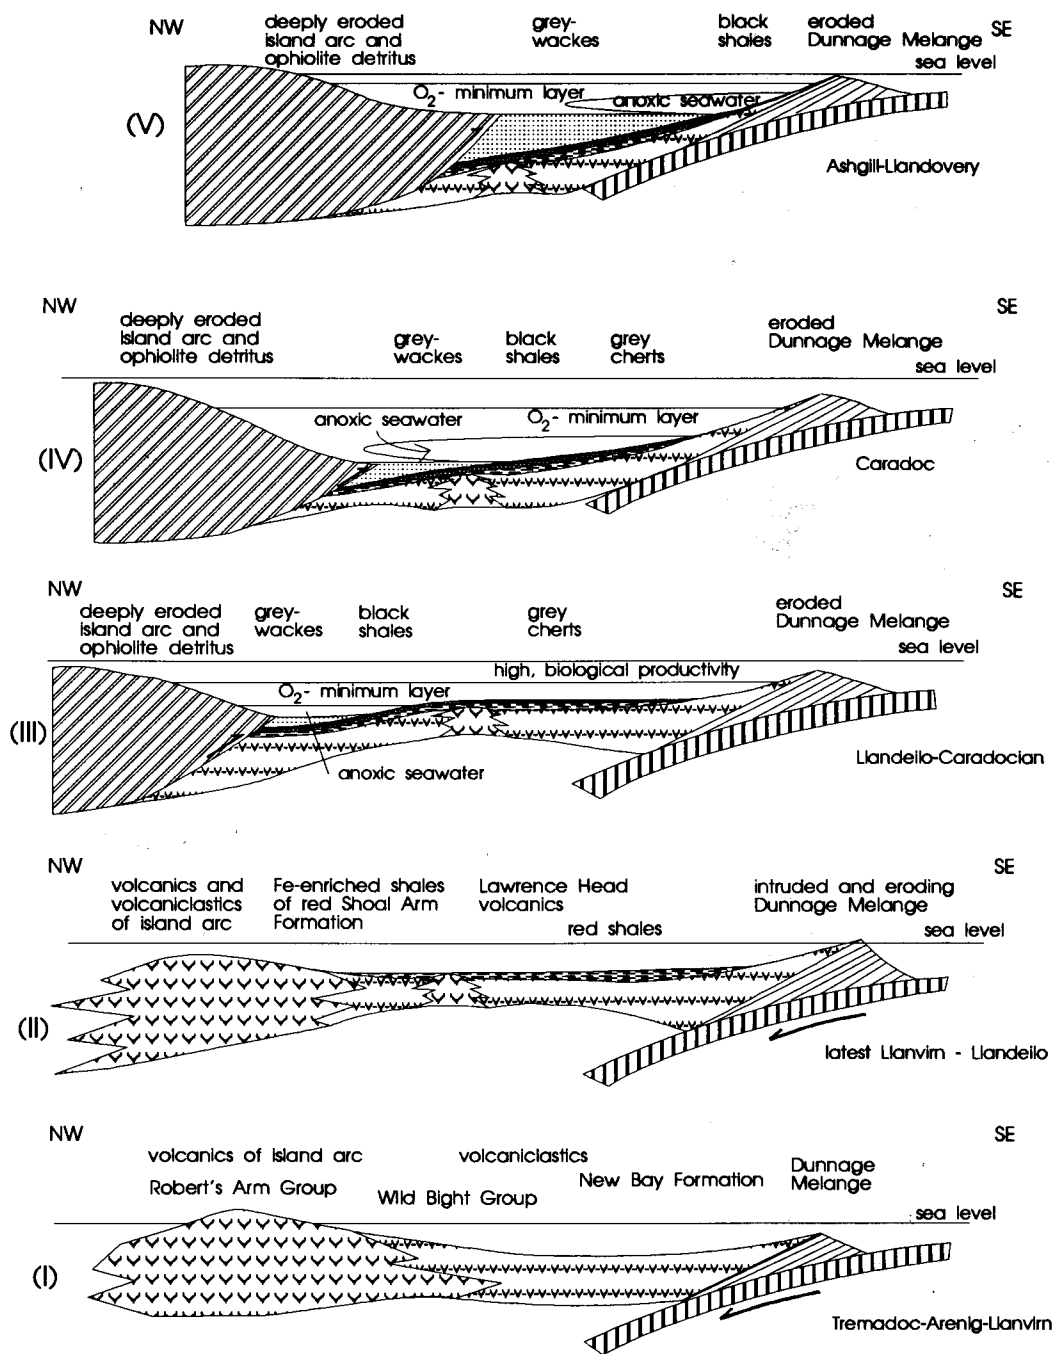 NW
deeply eroded
island arc and
ophiolite detritus
grey-
wackes
black
shales
eroded
Dunnage Melange
SE
sea level
O2- minimum layer
anoxic seawater
(V)
Ashgill-Llandovery
NW
deeply eroded
island arc and
ophiolite detritus
grey-
wackes
black
shales
grey
cherts
eroded
Dunnage Melange
SE
sea level
anoxic seawater
O2- minimum layer
(IV)
Caradoc
NW
deeply eroded
island arc and
ophiolite detritus
grey-
wackes
black
shales
grey
cherts
eroded
Dunnage Melange
SE
sea level
high, biological productivity
O2- minimum layer
(III)
anoxic seawater
Llandeilo-Caradocian
NW
volcanics and
volcaniclastics
of island arc
Fe-enriched shales
of red Shoal Arm
Formation
Lawrence Head
volcanics
red shales
intruded and eroding
Dunnage Melange
SE
sea level
(II)
latest Llanvirn - Llandeilo
NW
volcanics of island arc
Robert's Arm Group
volcaniclastics
Wild Bight Group
New Bay Formation
Dunnage
Melange
SE
sea level
(I)
Tremadoc-Arenig-Llanvirn